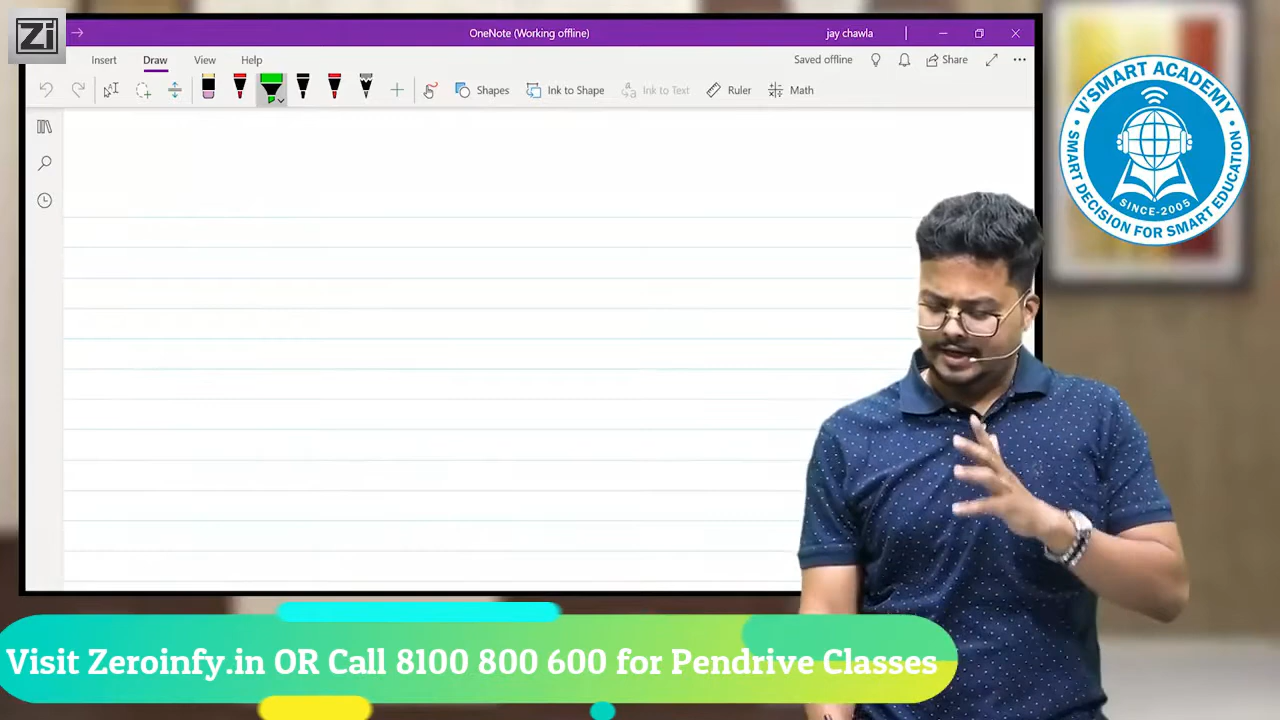 Zi
OneNote (Working offline)
jay chawla
Insert Draw View Help
Saved offline
Share
Shapes
Ink to Shape
Ink to Text
Ruler
Math
V'SMART ACADEMY
SMART DECISION FOR SMART EDUCATION
SINCE-2005
Visit Zeroinfy.in OR Call 8100 800 600 for Pendrive Classes